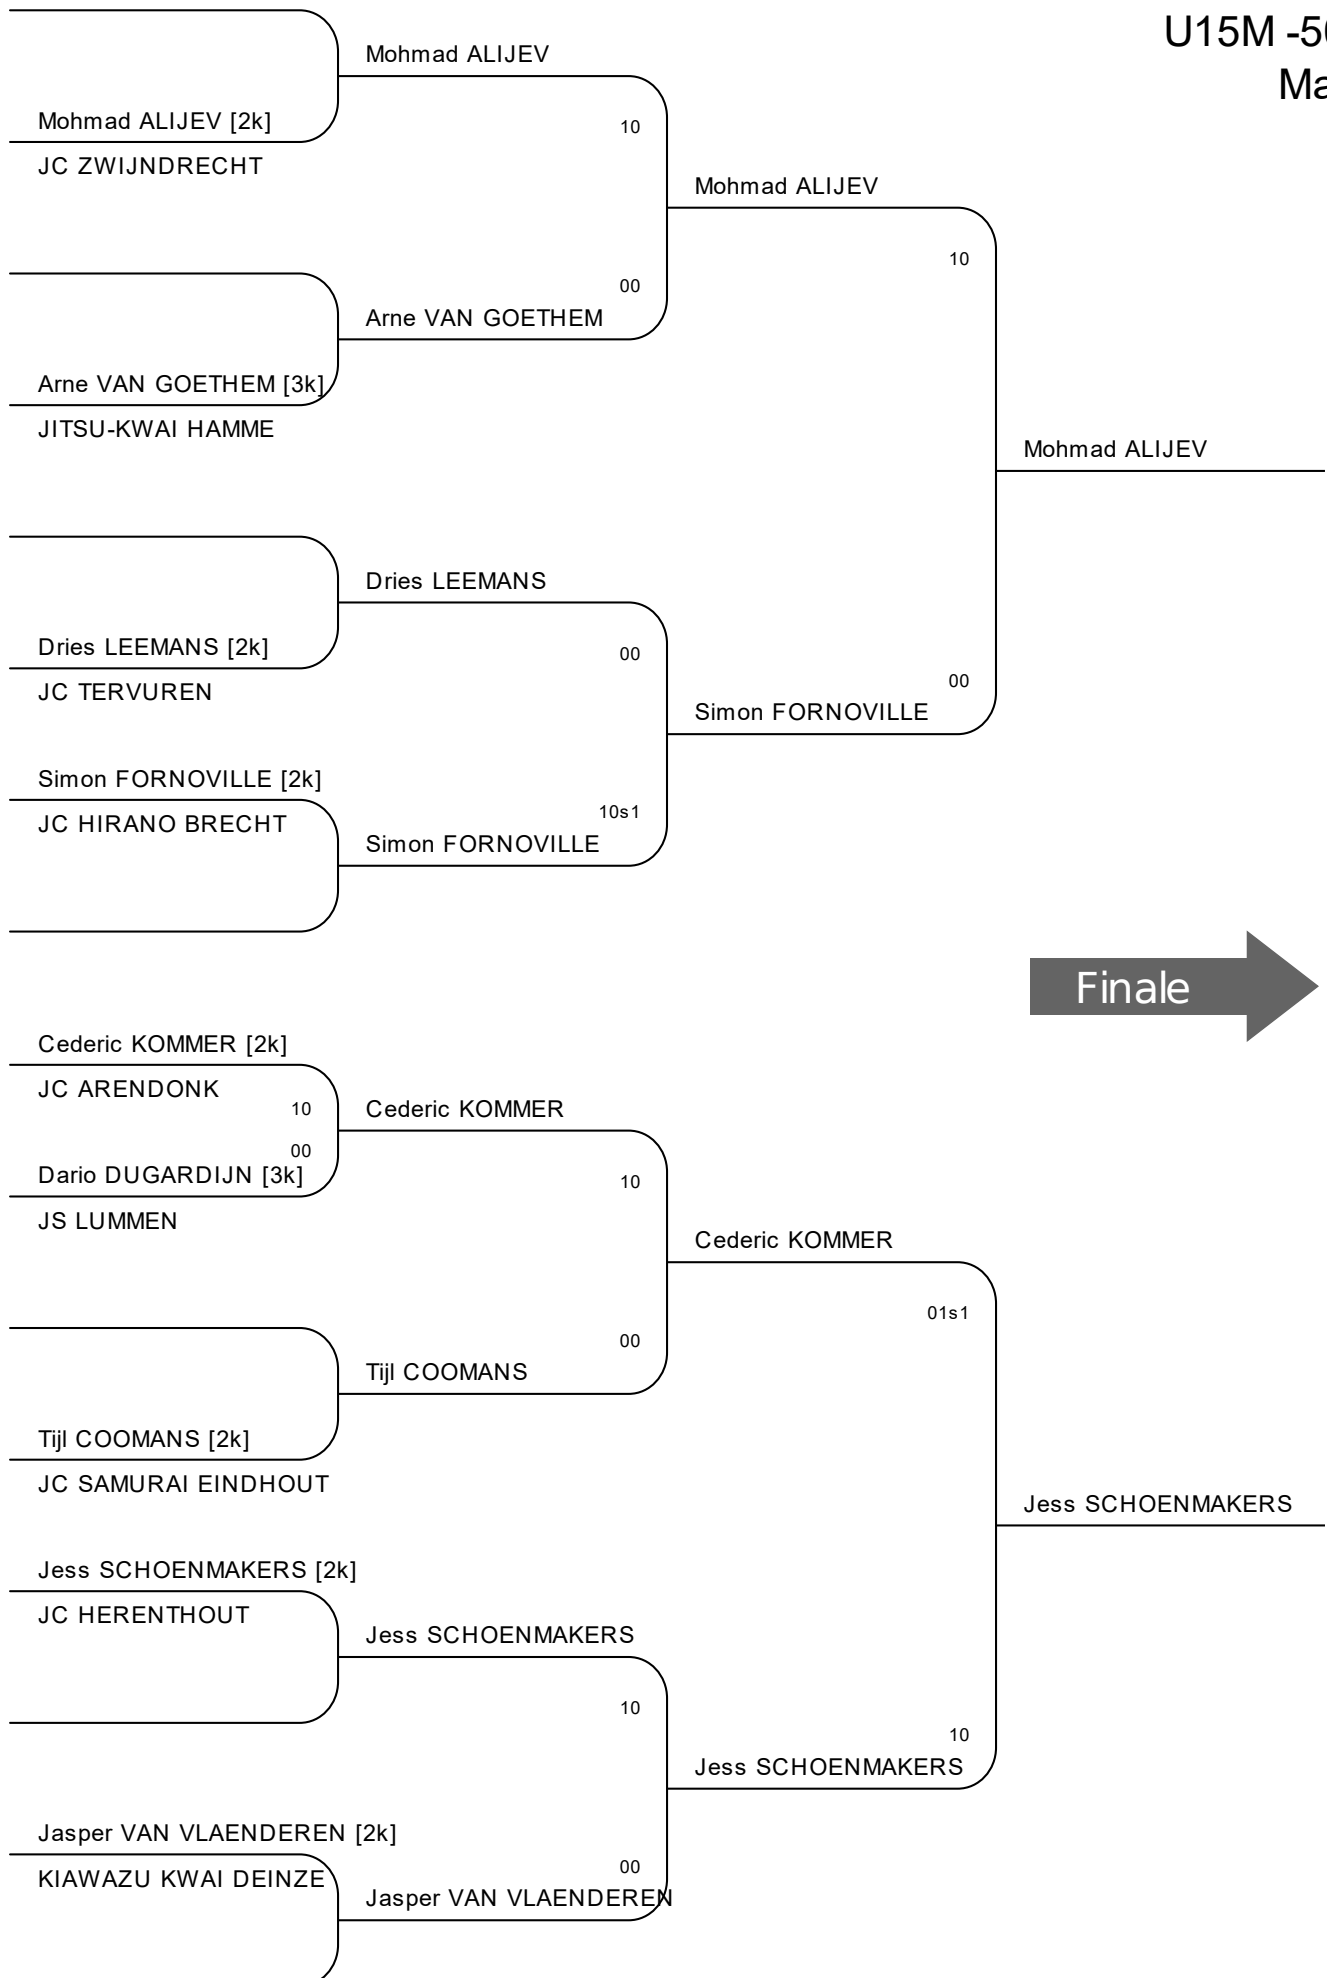 U15M -5
Ma
Mohmad ALIJEV
Mohmad ALIJEV [2k]
10
JC ZWIJNDRECHT
Mohmad ALIJEV
10
00
Arne VAN GOETHEM
Arne VAN GOETHEM [3k]
JITSU-KWAI HAMME
Mohmad ALIJEV
Dries LEEMANS
Dries LEEMANS [2k]
00
JC TERVUREN
00
Simon FORNOVILLE
Simon FORNOVILLE [2k]
10s1
JC HIRANO BRECHT
Simon FORNOVILLE
Finale
Cederic KOMMER [2k]
JC ARENDONK
10
Cederic KOMMER
00
Dario DUGARDIJN [3k]
10
JS LUMMEN
Cederic KOMMER
01s1
00
Tijl COOMANS
Tijl COOMANS [2k]
JC SAMURAI EINDHOUT
Jess SCHOENMAKERS
Jess SCHOENMAKERS [2k]
JC HERENTHOUT
Jess SCHOENMAKERS
10
10
Jess SCHOENMAKERS
Jasper VAN VLAENDEREN [2k]
00
KIAWAZU KWAI DEINZE
Jasper VAN VLAENDEREN